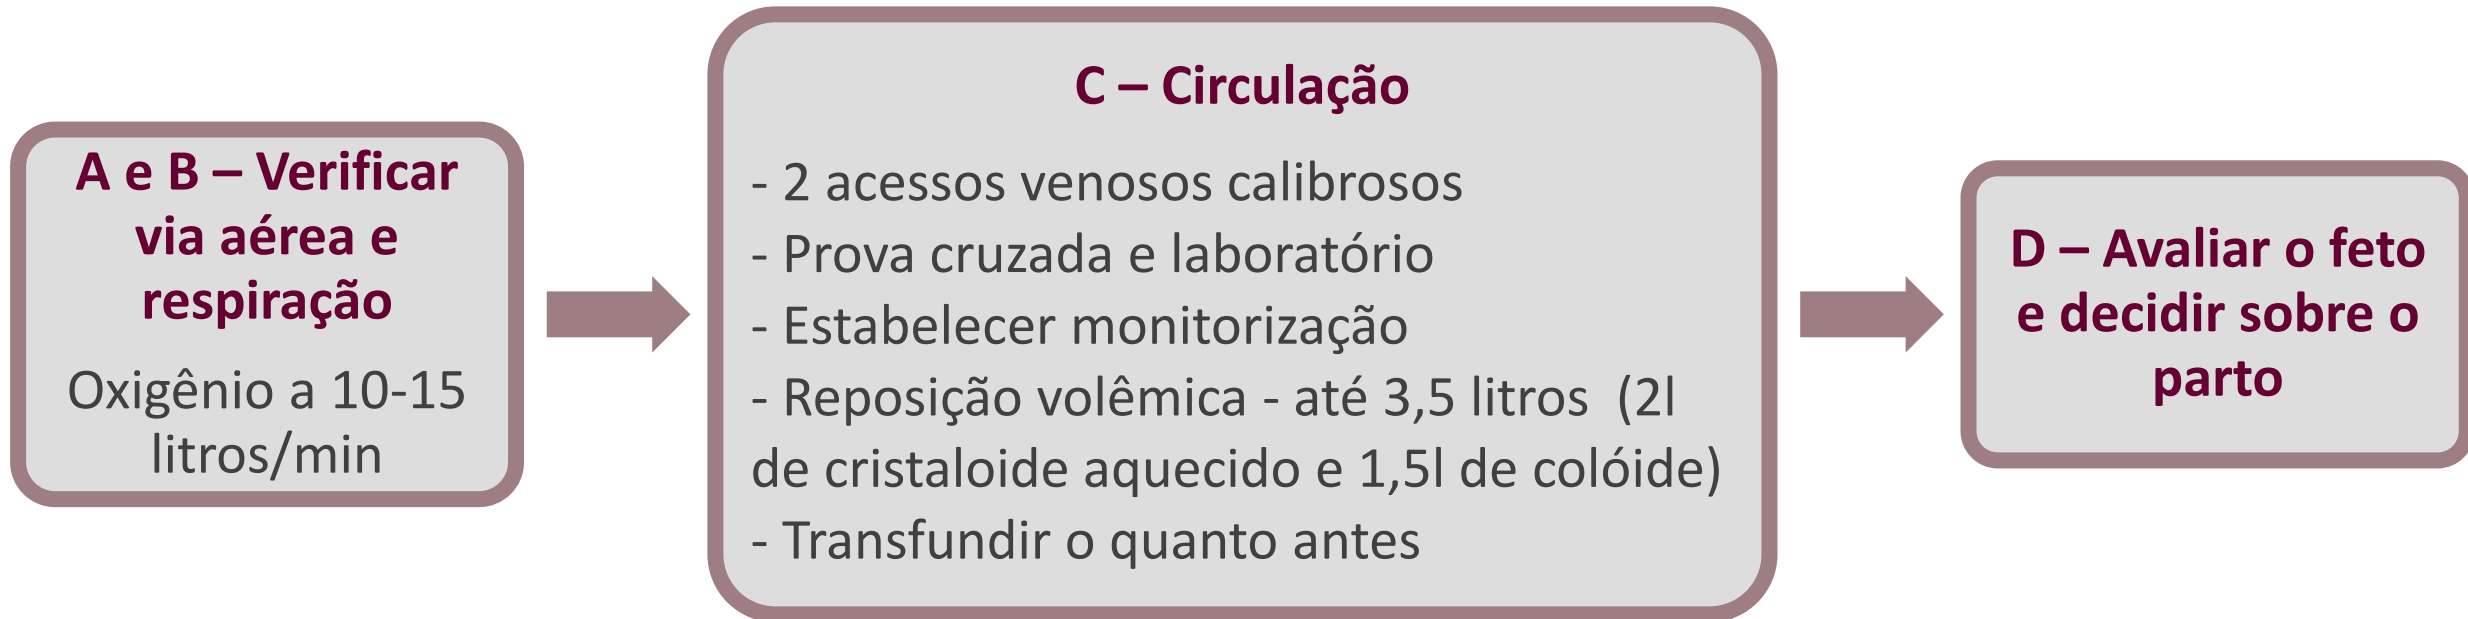 A e B – Verificar
via aérea e
respiração
Oxigênio a 10-15
litros/min
C – Circulação
- 2 acessos venosos calibrosos
- Prova cruzada e laboratório
- Estabelecer monitorização
- Reposição volêmica - até 3,5 litros  (2l
de cristaloide aquecido e 1,5l de colóide)
- Transfundir o quanto antes
D – Avaliar o feto
e decidir sobre o
parto